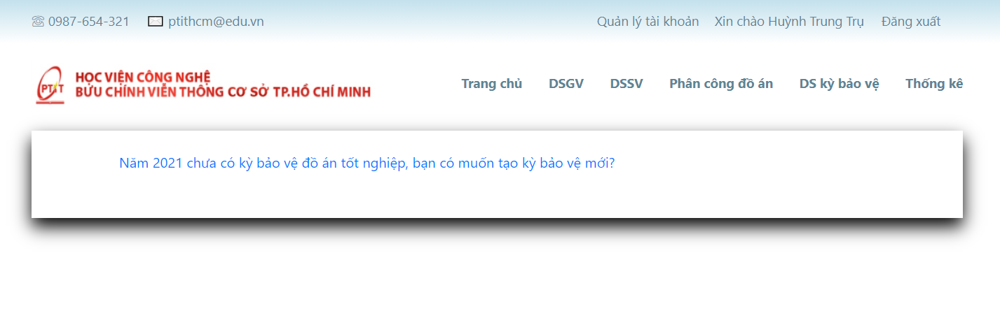 0987-654-321 ptithcm@edu.vn Quản lý tài khoản Xin chào Huỳnh Trung Trụ Đăng xuất
PTIT
HỌC VIỆN CÔNG NGHỆ
BƯU CHÍNH VIỄN THÔNG CƠ SỞ TP.HỒ CHÍ MINH
Trang chủ DSGV DSSV Phân công đồ án DS kỳ bảo vệ Thống kê
Năm 2021 chưa có kỳ bảo vệ đồ án tốt nghiệp, bạn có muốn tạo kỳ bảo vệ mới?